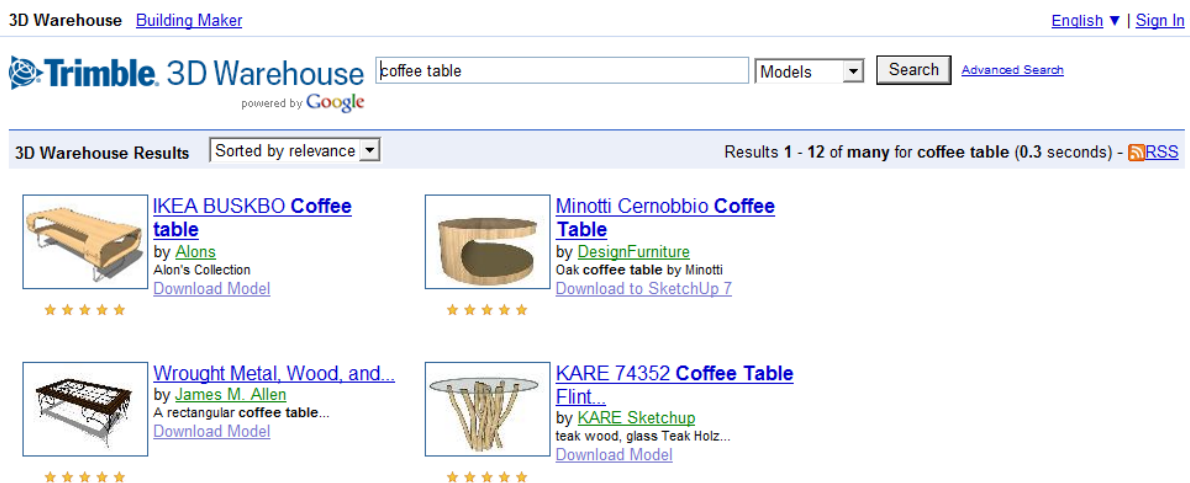 3D Warehouse Building Maker English ▼ | Sign In
Trimble. 3D Warehouse coffee table Models Search Advanced Search
powered by Google
3D Warehouse Results Sorted by relevance Results 1 - 12 of many for coffee table (0.3 seconds) - RSS
IKEA BUSKBO Coffee
table
by Alons
Alon's Collection
Download Model
Minotti Cernobbio Coffee
Table
by DesignFurniture
Oak coffee table by Minotti
Download to SketchUp 7
Wrought Metal, Wood, and...
by James M. Allen
A rectangular coffee table...
Download Model
KARE 74352 Coffee Table
Flint...
by KARE Sketchup
teak wood, glass Teak Holz...
Download Model